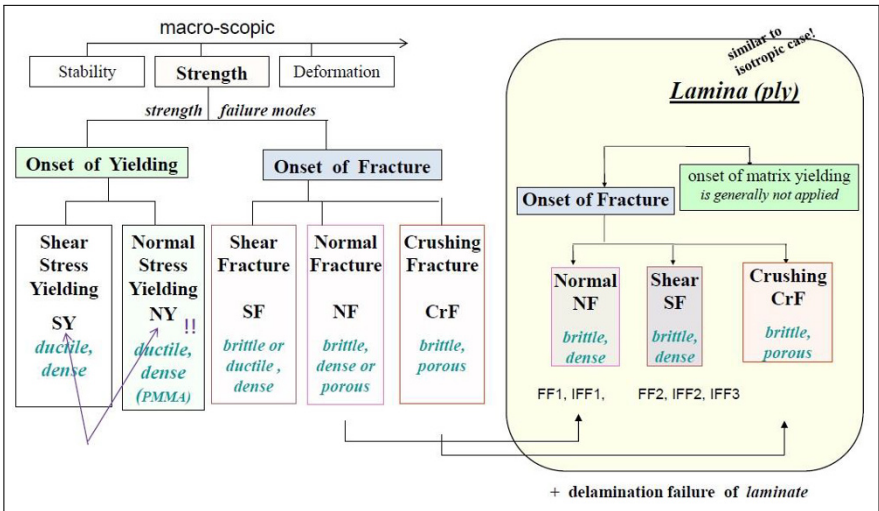 macro-scopic
Stability
Strength
Deformation
strength failure modes
Onset of Yielding
Onset of Fracture
Shear
Stress
Yielding
SY
ductile,
dense
Normal
Stress
Yielding
NY !!
ductile,
dense
(PMMA)
Shear
Fracture
SF
brittle or
ductile ,
dense
Normal
Fracture
NF
brittle,
dense or
porous
Crushing
Fracture
CrF
brittle,
porous
similar to
isotropic case!
Lamina (ply)
onset of matrix yielding
is generally not applied
Onset of Fracture
Normal
NF
brittle,
dense
Shear
SF
brittle,
dense
Crushing
CrF
brittle,
porous
FF1, IFF1,
FF2, IFF2, IFF3
+ delamination failure of laminate